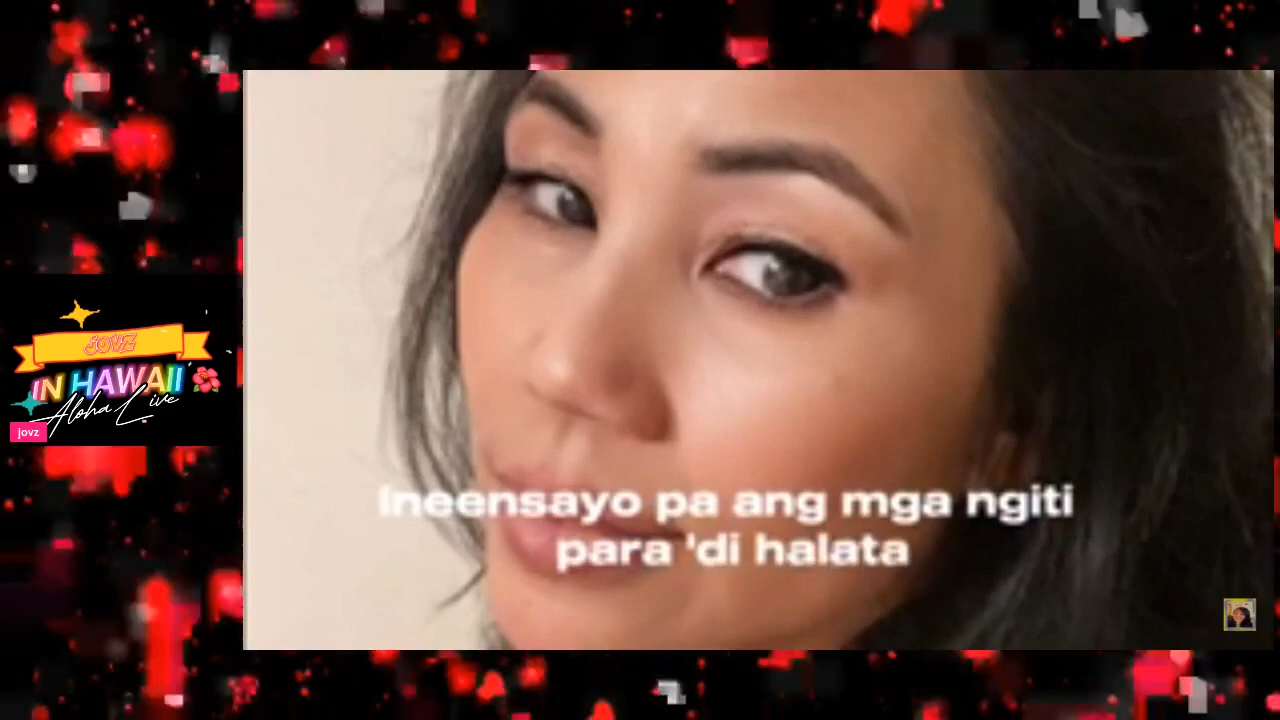 JOVZ
IN HAWAII
Aloha Live
jovz
Ineensayo pa ang mga ngiti
para 'di halata